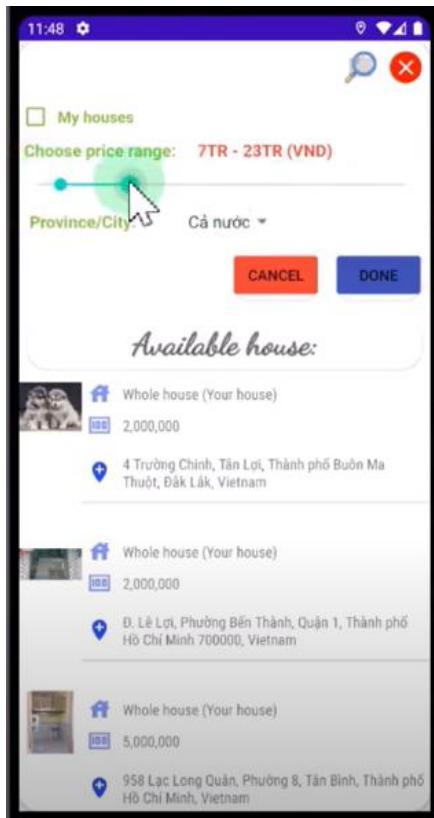 11:48
My houses
Choose price range: 7TR - 23TR (VND)
Province/City: Cả nước
CANCEL DONE
Available house:
Whole house (Your house)
2,000,000
4 Trường Chinh, Tân Lợi, Thành phố Buôn Ma
Thuột, Đắk Lắk, Vietnam
Whole house (Your house)
2,000,000
Đ. Lê Lợi, Phường Bến Thành, Quận 1, Thành phố
Hồ Chí Minh 700000, Vietnam
Whole house (Your house)
5,000,000
958 Lạc Long Quân, Phường 8, Tân Bình, Thành phố
Hồ Chí Minh, Vietnam